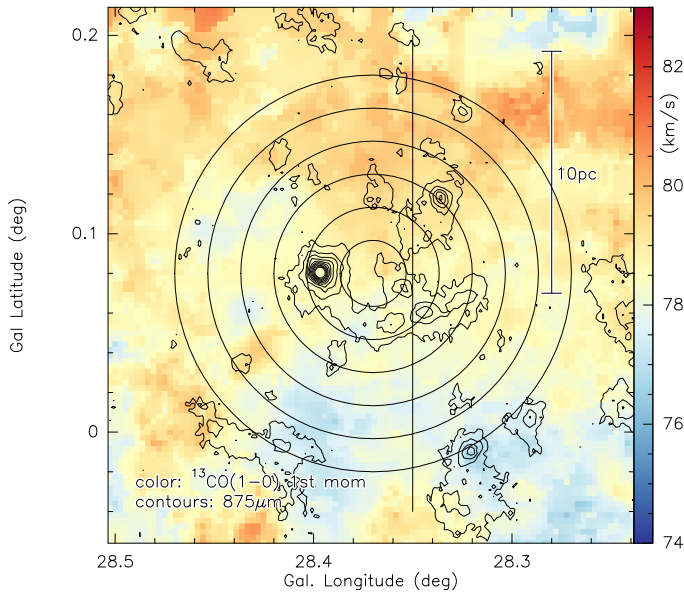 0.2
0.1
0
Gal Latitude (deg)
10pc
color: ¹³CO(1−0) 1st mom
contours: 875μm
28.5
28.4
28.3
Gal. Longitude (deg)
82
80
78
76
74
(km/s)